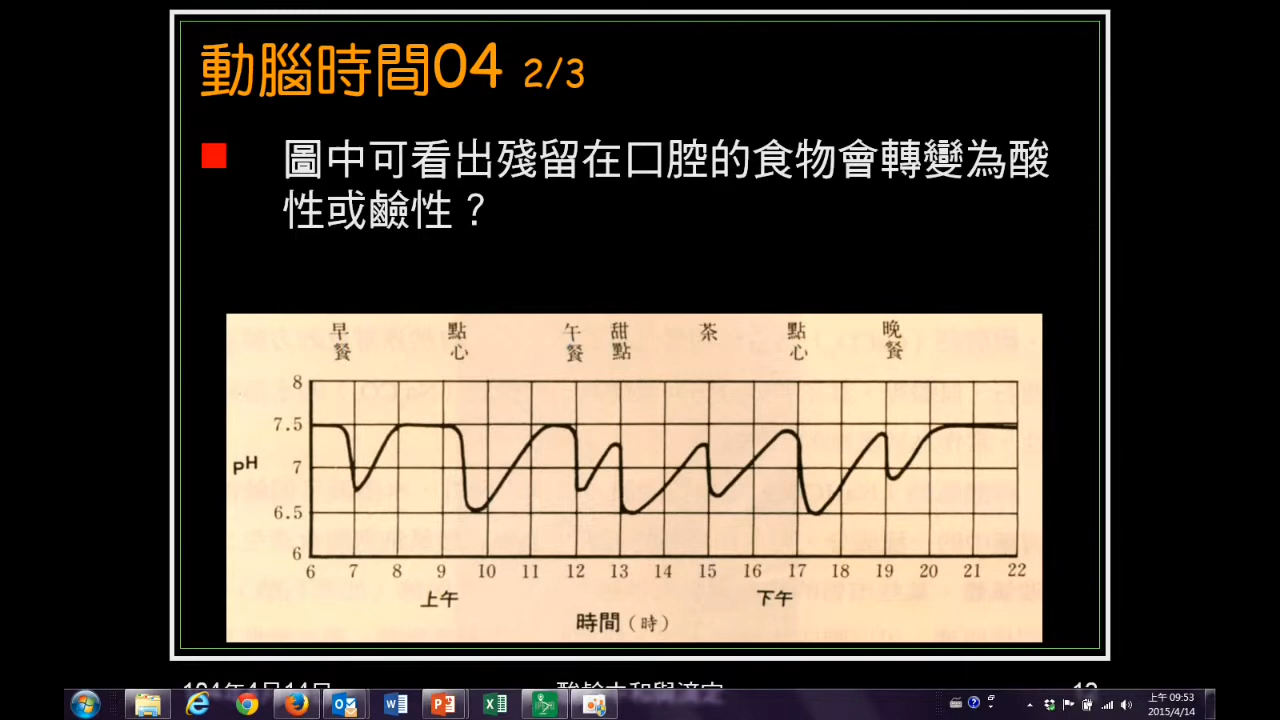 動腦時間04 2/3
圖中可看出殘留在口腔的食物會轉變為酸
性或鹼性？
早餐 點心 午餐 甜點 茶 點心 晚餐
8
7.5
7
6.5
6
pH
6 7 8 9 10 11 12 13 14 15 16 17 18 19 20 21 22
上午 下午
時間(時)
上午 09:53
2015/4/14